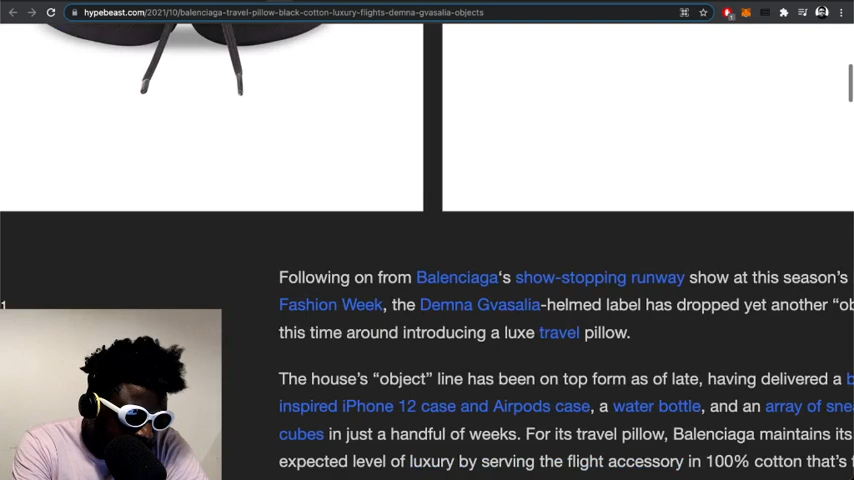 hypebeast.com/2021/10/balenciaga-travel-pillow-black-cotton-luxury-flights-demna-gvasalia-objects
1
Following on from Balenciaga‘s show-stopping runway show at this season’s
Fashion Week, the Demna Gvasalia-helmed label has dropped yet another “ob
this time around introducing a luxe travel pillow.
1
The house’s “object” line has been on top form as of late, having delivered a b
inspired iPhone 12 case and Airpods case, a water bottle, and an array of snea
cubes in just a handful of weeks. For its travel pillow, Balenciaga maintains its
expected level of luxury by serving the flight accessory in 100% cotton that’s f